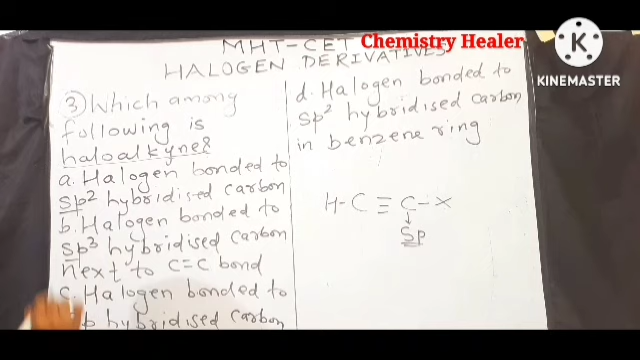 MHT-CET
Chemistry Healer
HALOGEN DERIVATIVES
KINEMASTER
3) Which among
following is
haloalkyne?
a. Halogen bonded to
sp² hybridised carbon
b. Halogen bonded to
sp³ hybridised carbon
next to C=C bond
c. Halogen bonded to
hybridised carbon
d. Halogen bonded to
sp² hybridised carbon
in benzene ring
H-C≡C-X
↓
sp